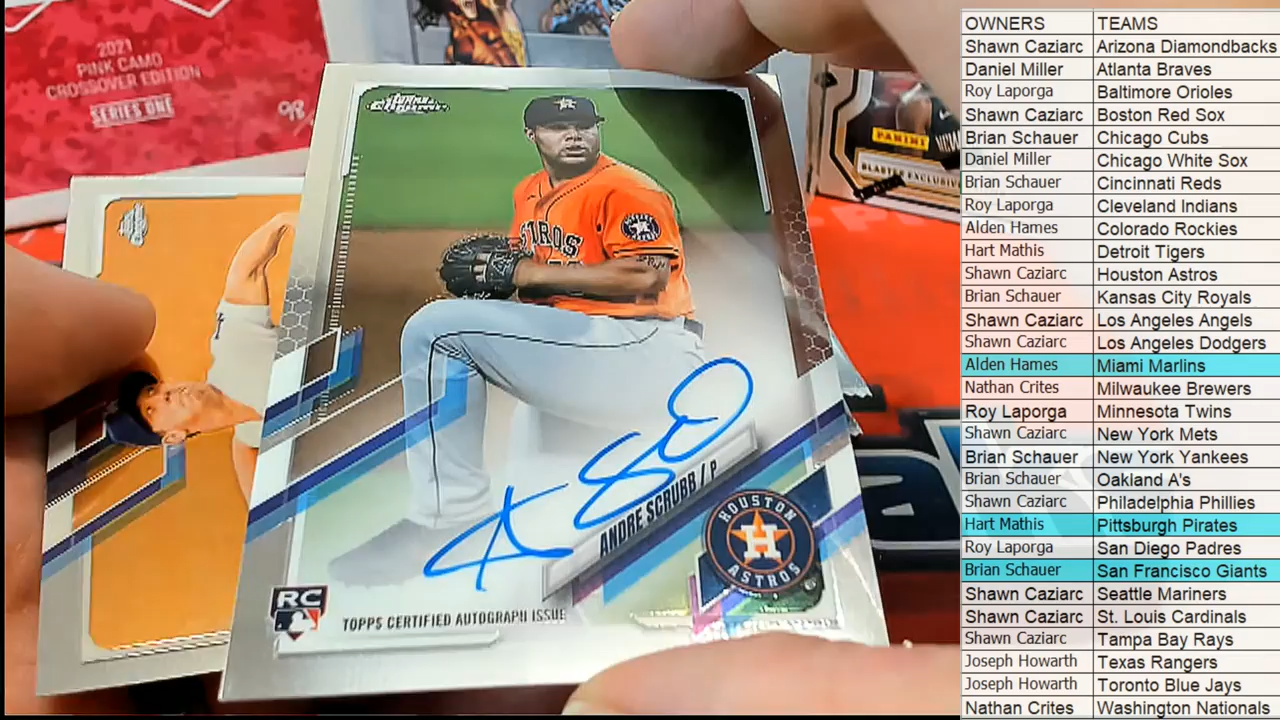 2021
PINK CAMO
CROSSOVER EDITION
SERIES ONE
PANINI
BLASTER EXCLUSIVE
Topps
Chrome
STROS
ANDRE SCRUBB / P
HOUSTON
H
ASTROS
RC
TOPPS CERTIFIED AUTOGRAPH ISSUE
OWNERS TEAMS
Shawn Caziarc Arizona Diamondbacks
Daniel Miller Atlanta Braves
Roy Laporga Baltimore Orioles
Shawn Caziarc Boston Red Sox
Brian Schauer Chicago Cubs
Daniel Miller Chicago White Sox
Brian Schauer Cincinnati Reds
Roy Laporga Cleveland Indians
Alden Hames Colorado Rockies
Hart Mathis Detroit Tigers
Shawn Caziarc Houston Astros
Brian Schauer Kansas City Royals
Shawn Caziarc Los Angeles Angels
Shawn Caziarc Los Angeles Dodgers
Alden Hames Miami Marlins
Nathan Crites Milwaukee Brewers
Roy Laporga Minnesota Twins
Shawn Caziarc New York Mets
Brian Schauer New York Yankees
Brian Schauer Oakland A's
Shawn Caziarc Philadelphia Phillies
Hart Mathis Pittsburgh Pirates
Roy Laporga San Diego Padres
Brian Schauer San Francisco Giants
Shawn Caziarc Seattle Mariners
Shawn Caziarc St. Louis Cardinals
Shawn Caziarc Tampa Bay Rays
Joseph Howarth Texas Rangers
Joseph Howarth Toronto Blue Jays
Nathan Crites Washington Nationals